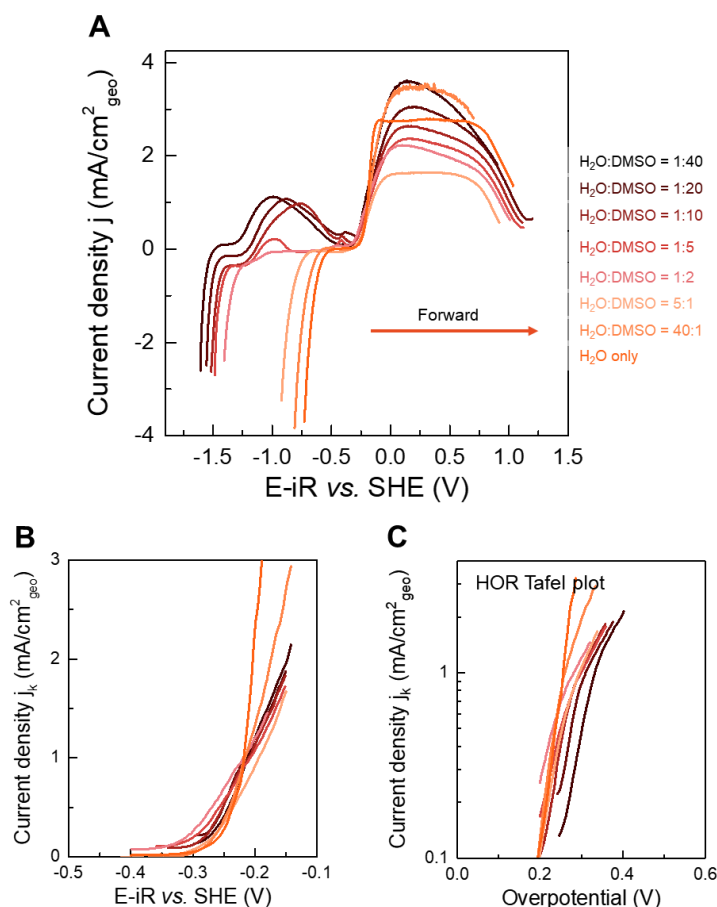 A
Current density j (mA/cm²geo)
4
2
0
-2
-4
-1.5
-1.0
-0.5
0.0
0.5
1.0
1.5
E-iR vs. SHE (V)
Forward
H₂O:DMSO = 1:40
H₂O:DMSO = 1:20
H₂O:DMSO = 1:10
H₂O:DMSO = 1:5
H₂O:DMSO = 1:2
H₂O:DMSO = 5:1
H₂O:DMSO = 40:1
H₂O only
B
Current density jₖ (mA/cm²geo)
3
2
1
0
-0.5
-0.4
-0.3
-0.2
-0.1
E-iR vs. SHE (V)
C
HOR Tafel plot
Current density jₖ (mA/cm²geo)
1
0.1
0.0
0.2
0.4
0.6
Overpotential (V)